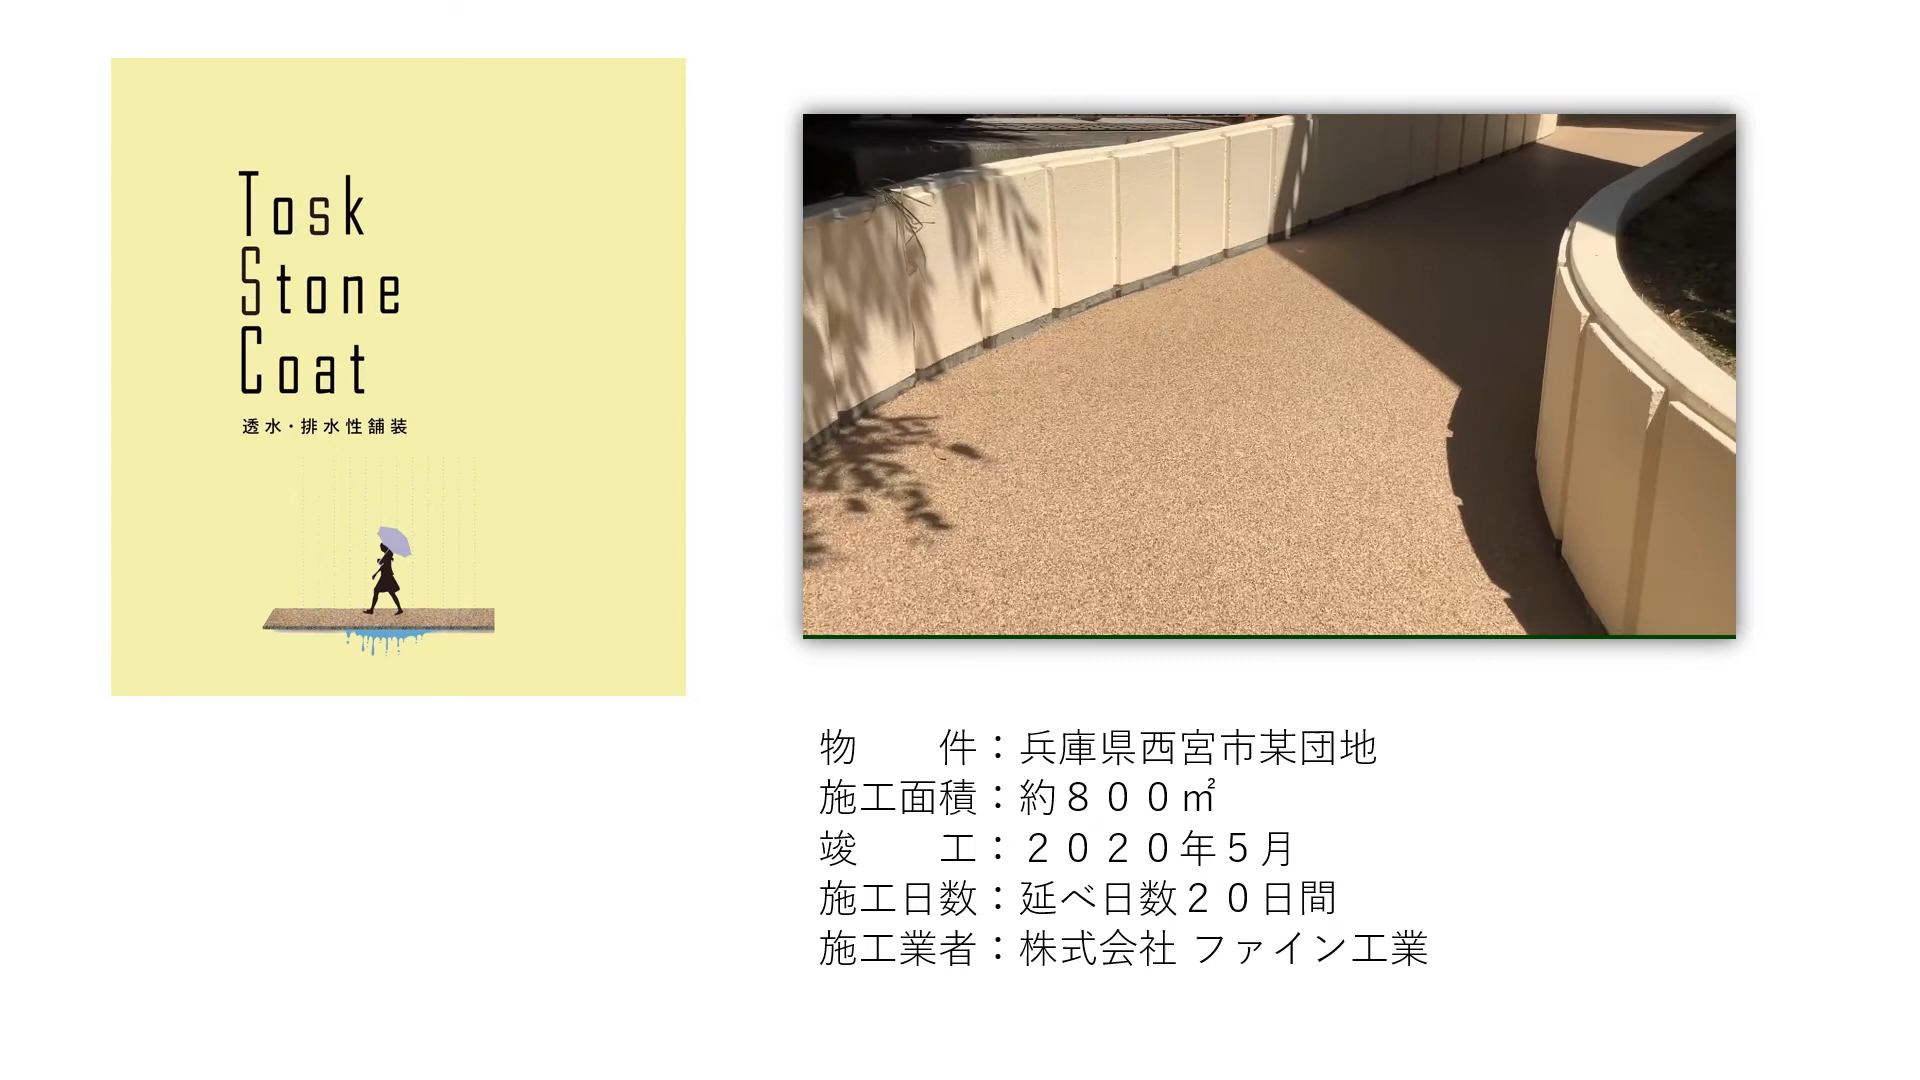 Tosk
Stone
Coat
透水・排水性舗装
物　　件：兵庫県西宮市某団地
施工面積：約８００㎡
竣　　工：２０２０年５月
施工日数：延べ日数２０日間
施工業者：株式会社 ファイン工業